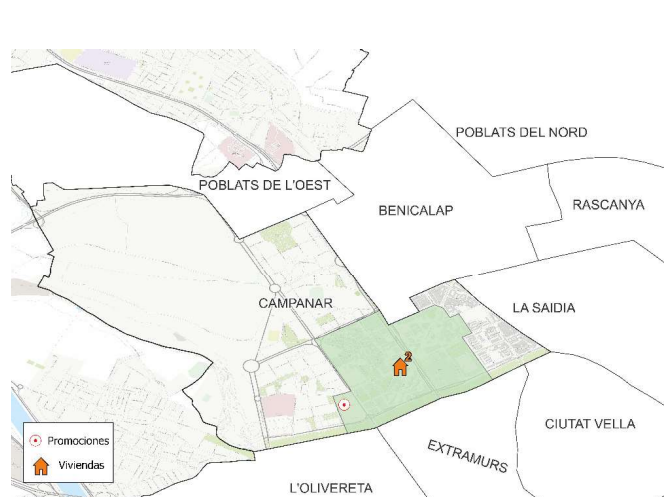 POBLATS DEL NORD
POBLATS DE L'OEST
RASCANYA
BENICALAP
CAMPANAR
LA SAIDIA
2
CIUTAT VELLA
EXTRAMURS
L'OLIVERETA
Promociones
Viviendas